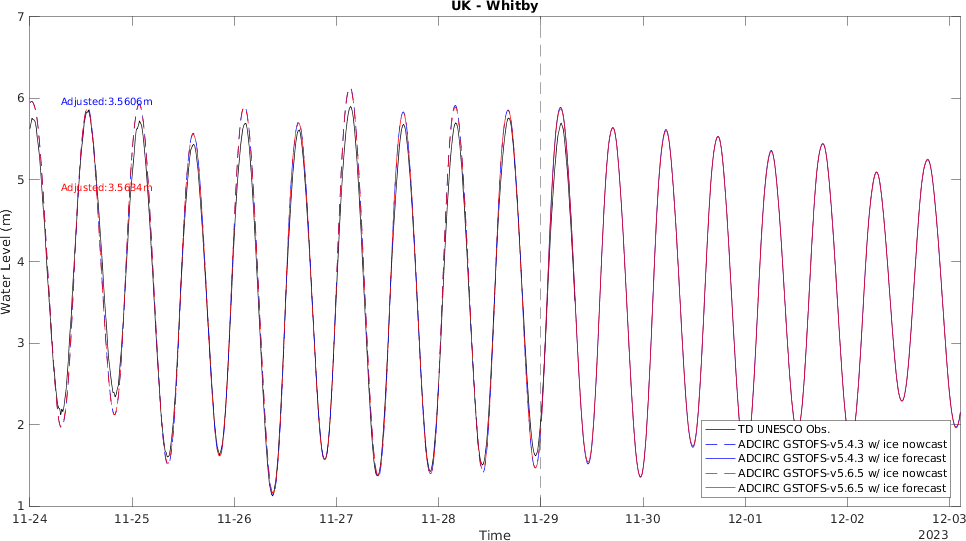 UK - Whitby
7
6
5
4
3
2
1
Water Level (m)
Adjusted:3.5606m
Adjusted:3.5634m
TD UNESCO Obs.
ADCIRC GSTOFS-v5.4.3 w/ ice nowcast
ADCIRC GSTOFS-v5.4.3 w/ ice forecast
ADCIRC GSTOFS-v5.6.5 w/ ice nowcast
ADCIRC GSTOFS-v5.6.5 w/ ice forecast
11-24 11-25 11-26 11-27 11-28 11-29 11-30 12-01 12-02 12-03
Time
2023